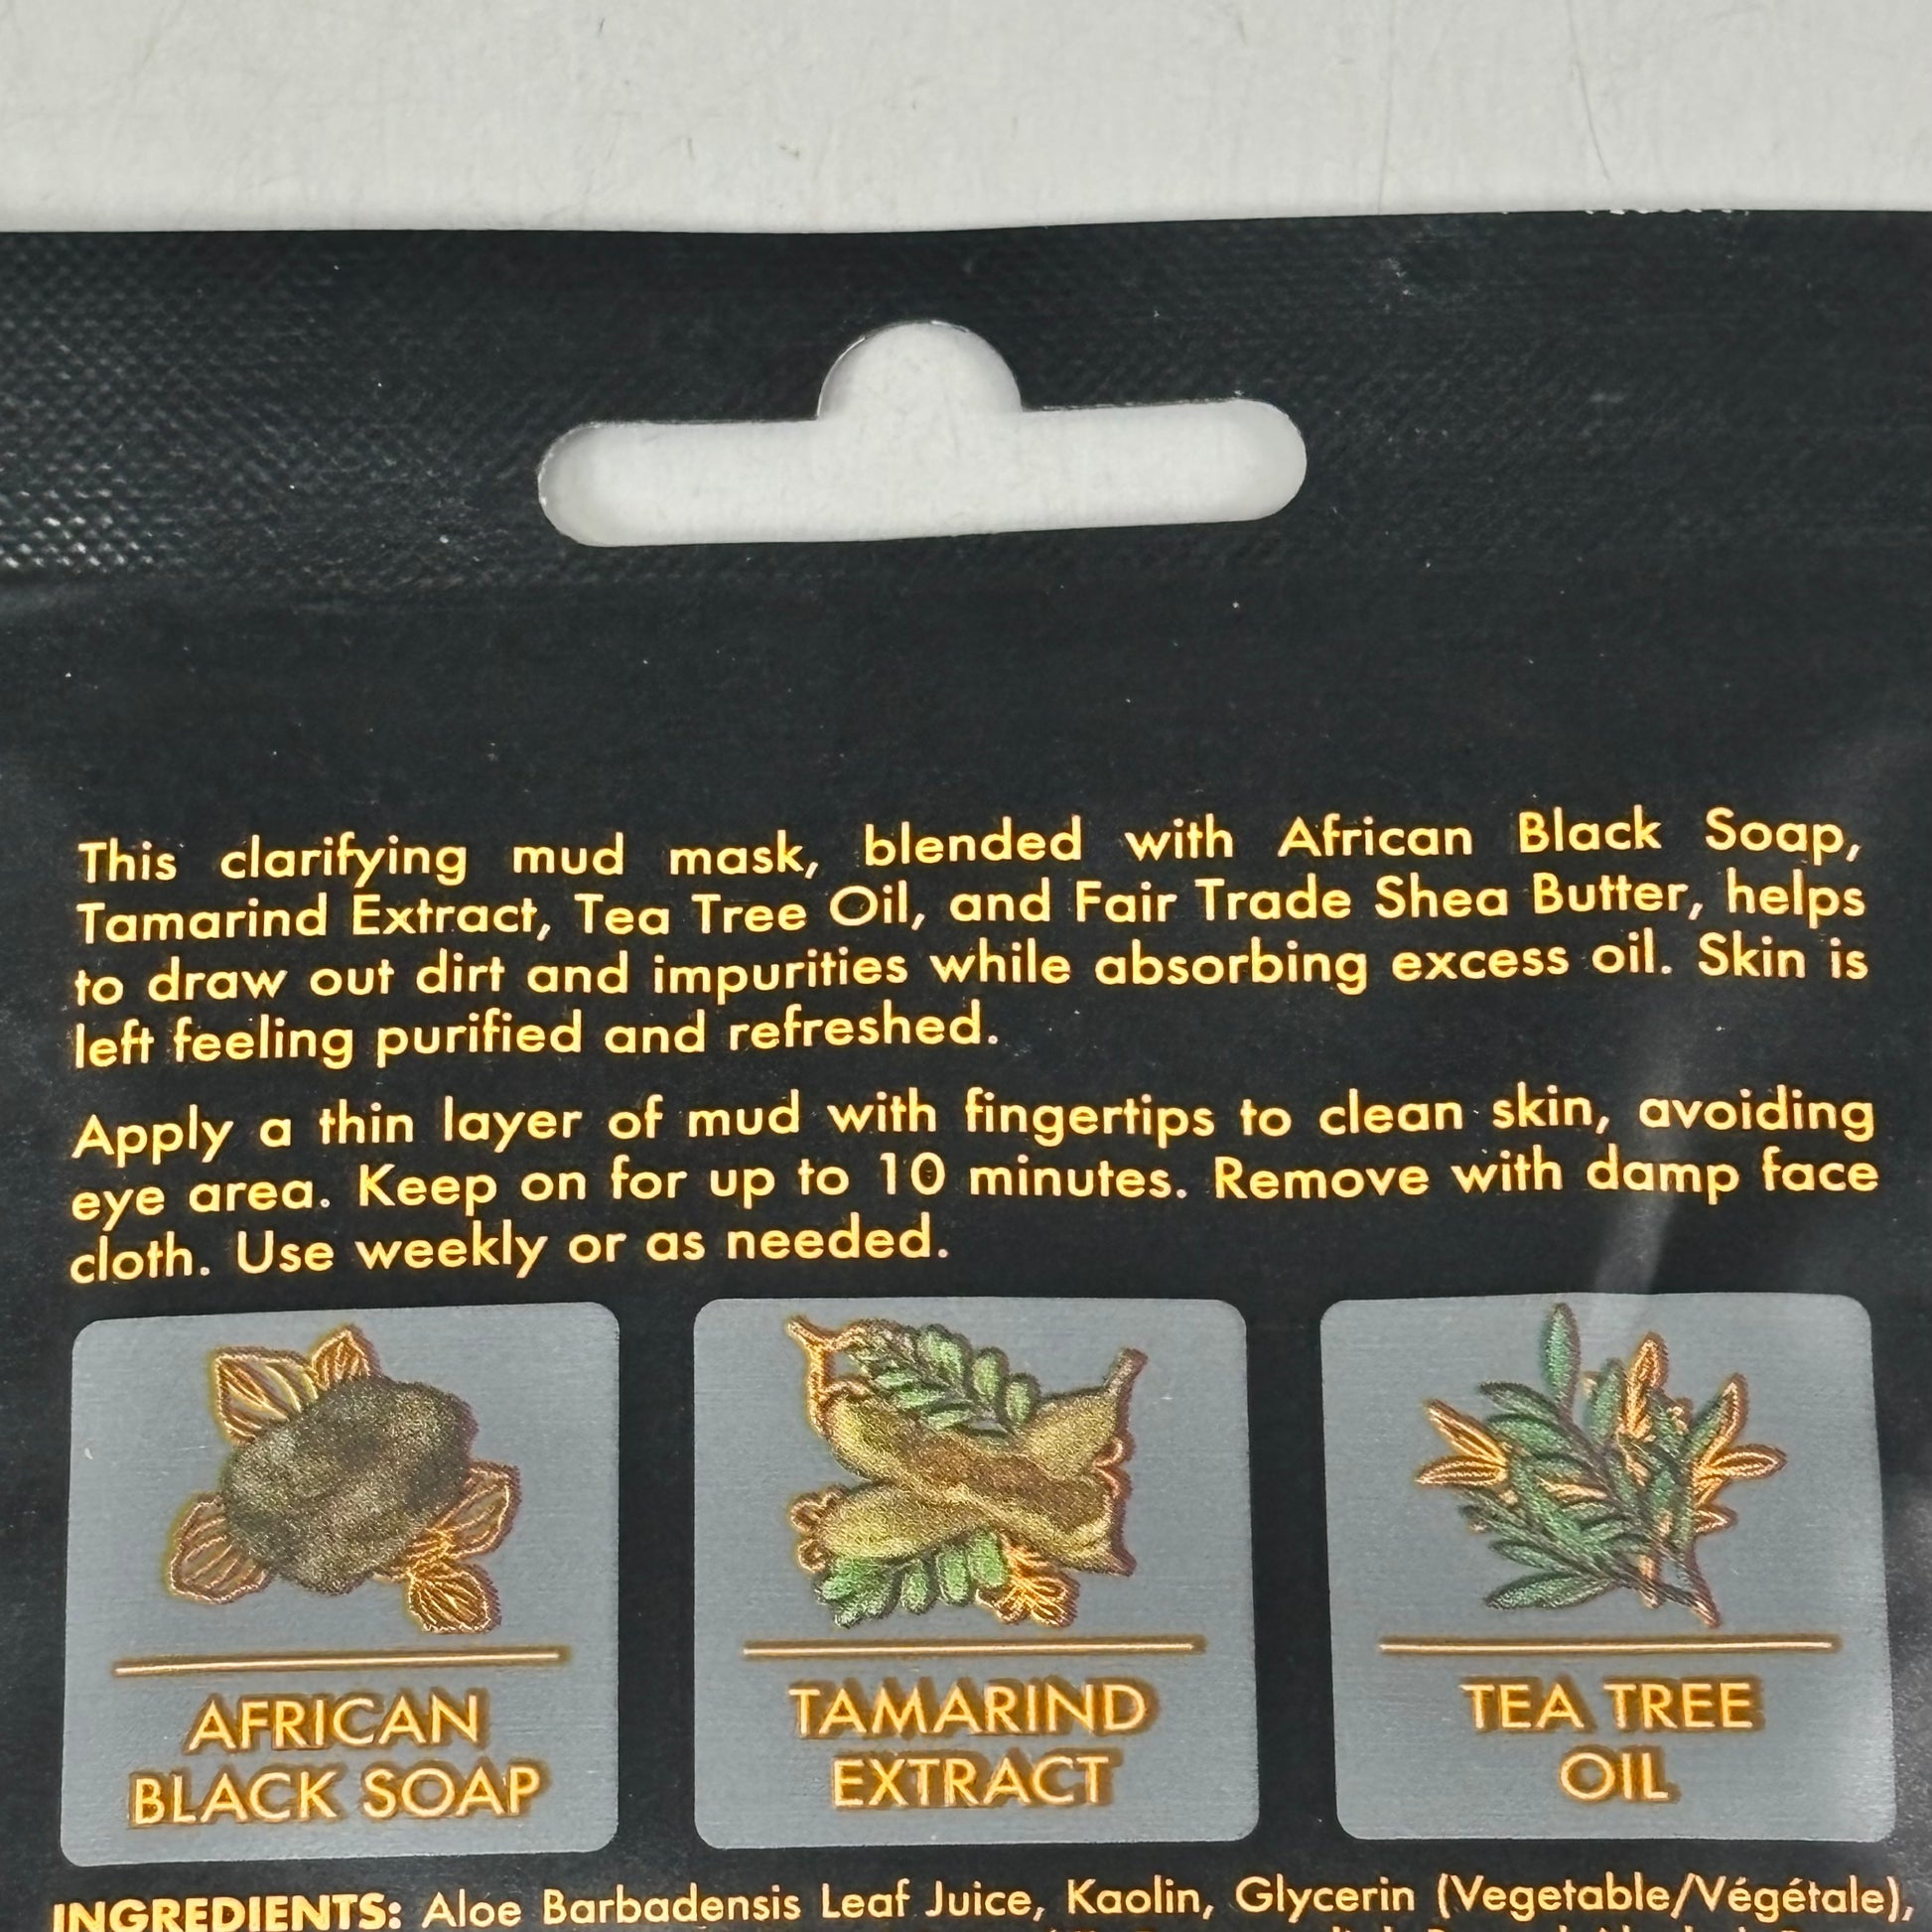 This clarifying mud mask, blended with African Black Soap,
Tamarind Extract, Tea Tree Oil, and Fair Trade Shea Butter, helps
to draw out dirt and impurities while absorbing excess oil. Skin is
left feeling purified and refreshed.
Apply a thin layer of mud with fingertips to clean skin, avoiding
eye area. Keep on for up to 10 minutes. Remove with damp face
cloth. Use weekly or as needed.
AFRICAN
BLACK SOAP
TAMARIND
EXTRACT
TEA TREE
OIL
INGREDIENTS: Aloe Barbadensis Leaf Juice, Kaolin, Glycerin (Vegetable/Végétale),